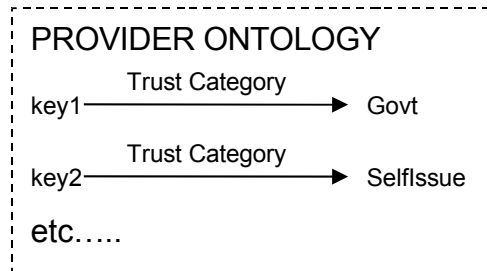 PROVIDER ONTOLOGY
Trust Category
key1 Govt
Trust Category
key2 SelfIssue
etc.....